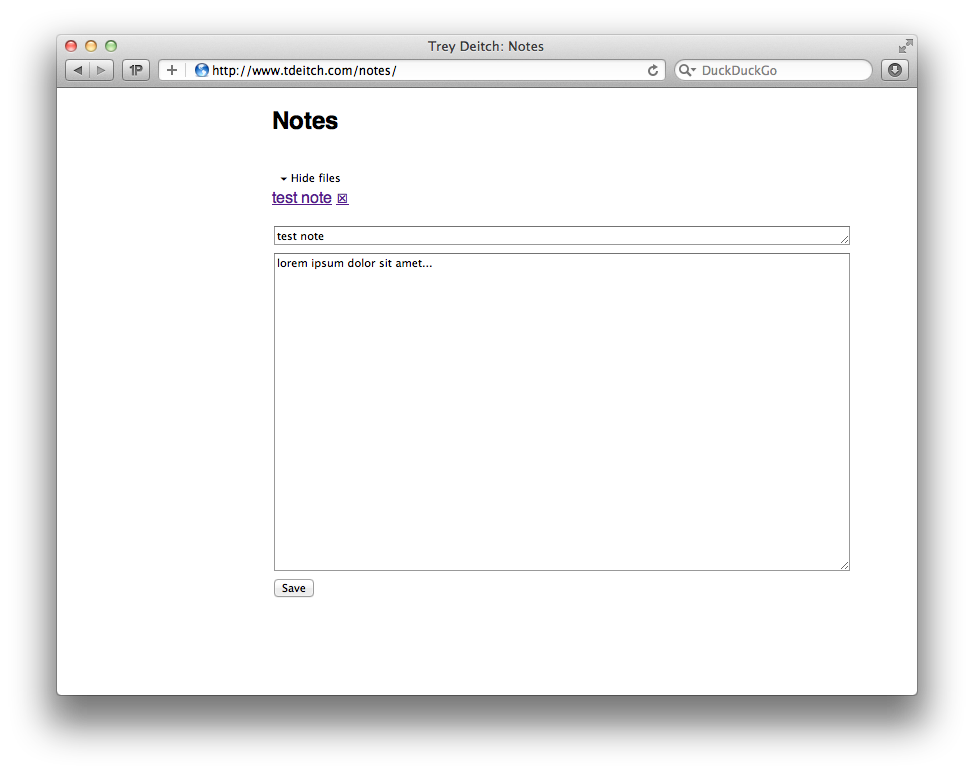 Trey Deitch: Notes
1P
http://www.tdeitch.com/notes/
DuckDuckGo
Notes
Hide files
test note
test note
lorem ipsum dolor sit amet...
Save